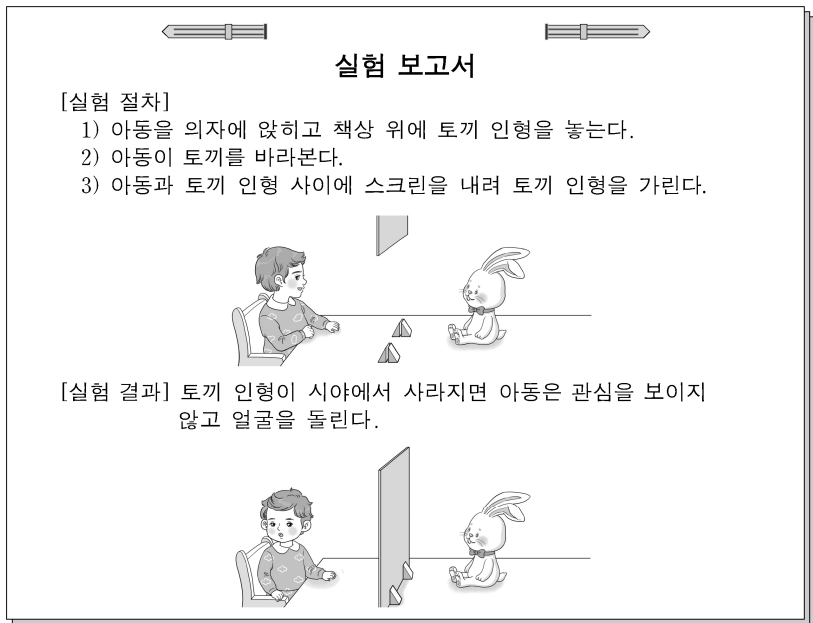 실험 보고서
[실험 절차]
1) 아동을 의자에 앉히고 책상 위에 토끼 인형을 놓는다.
2) 아동이 토끼를 바라본다.
3) 아동과 토끼 인형 사이에 스크린을 내려 토끼 인형을 가린다.
[실험 결과] 토끼 인형이 시야에서 사라지면 아동은 관심을 보이지
않고 얼굴을 돌린다.